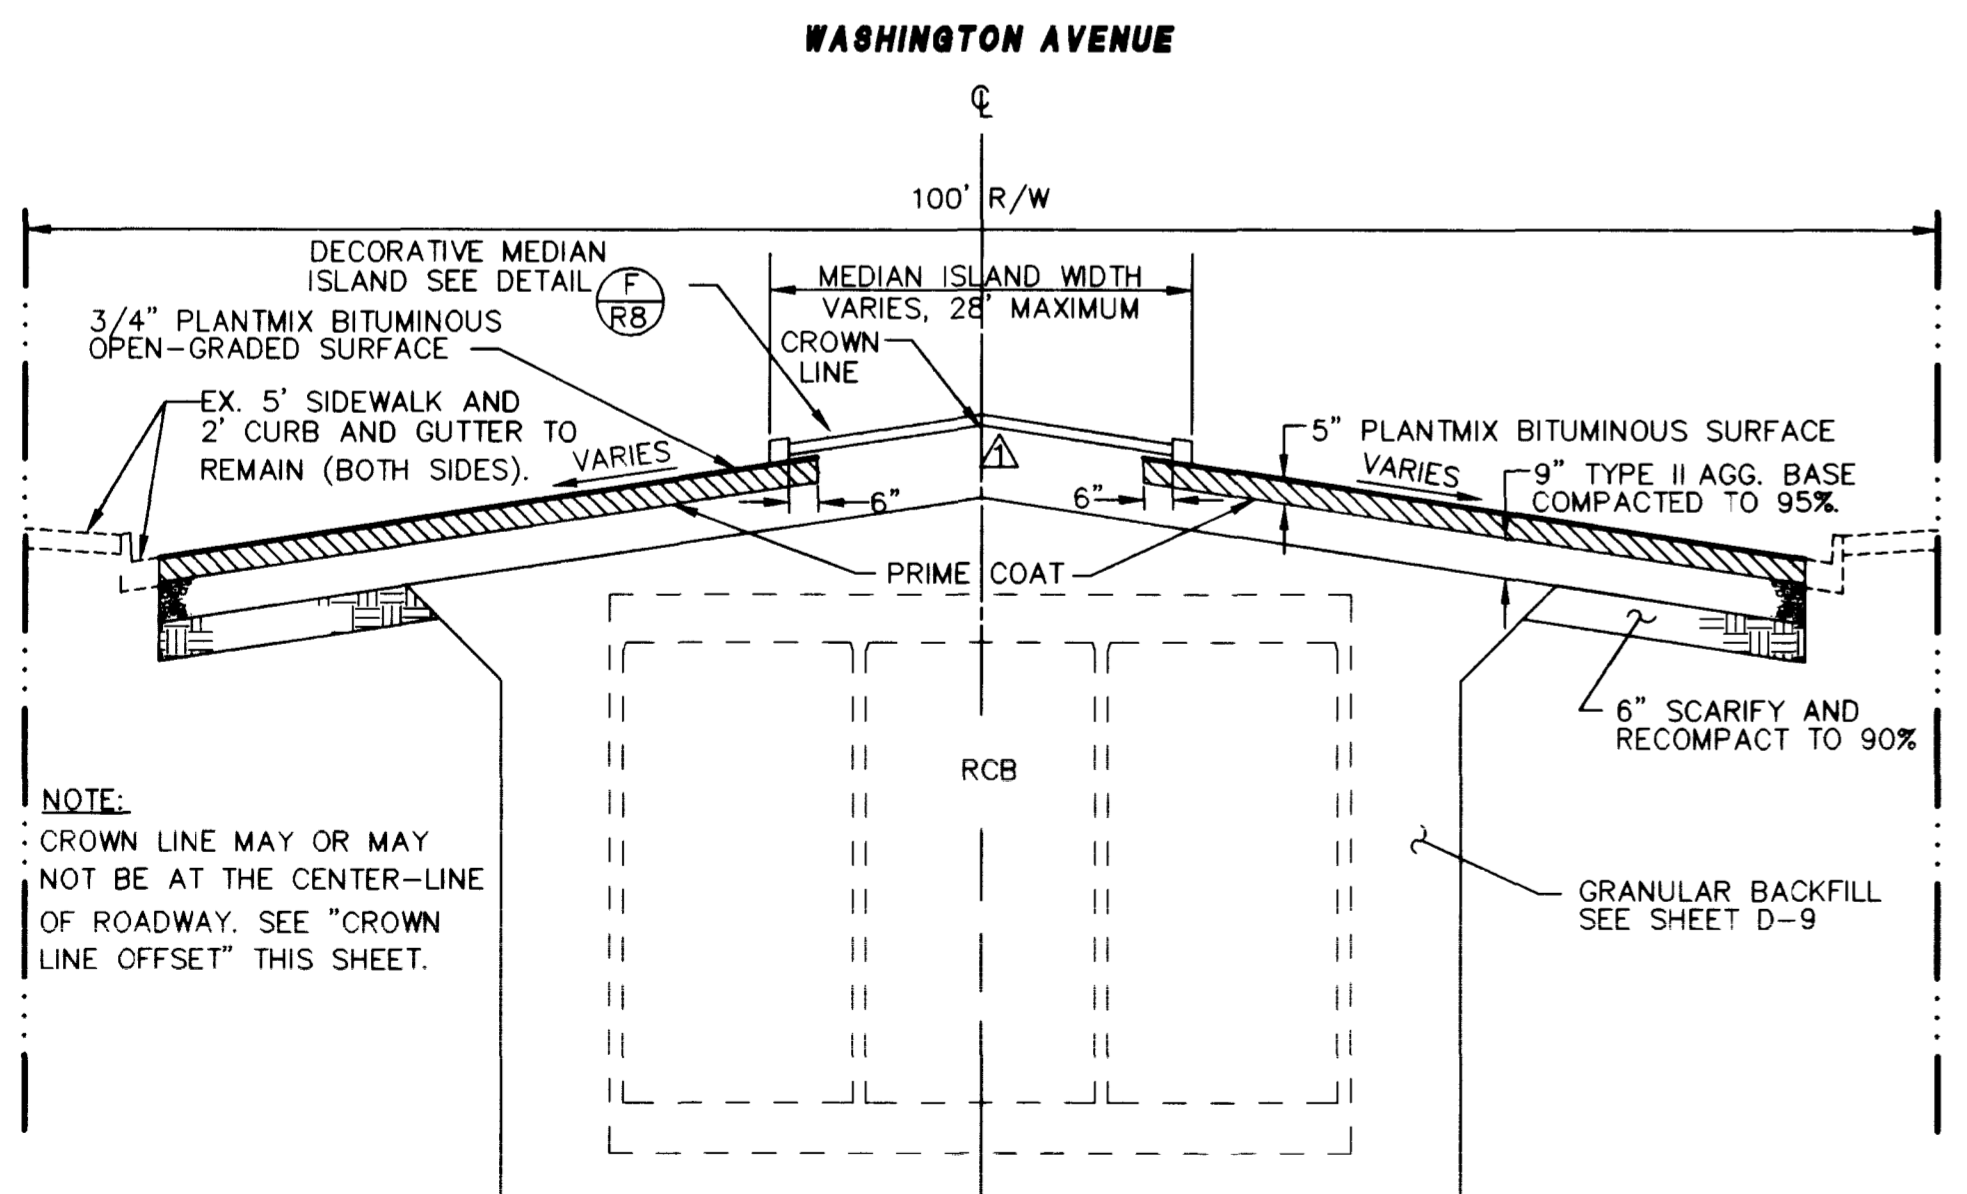 WASHINGTON AVENUE
℄
100' R/W
DECORATIVE MEDIAN
ISLAND SEE DETAIL
F
R8
MEDIAN ISLAND WIDTH
VARIES, 28' MAXIMUM
3/4" PLANTMIX BITUMINOUS
OPEN-GRADED SURFACE
CROWN
LINE
EX. 5' SIDEWALK AND
2' CURB AND GUTTER TO
REMAIN (BOTH SIDES).
VARIES
1
5" PLANTMIX BITUMINOUS SURFACE
VARIES
9" TYPE II AGG. BASE
COMPACTED TO 95%.
6"
6"
PRIME COAT
6" SCARIFY AND
RECOMPACT TO 90%
RCB
NOTE:
CROWN LINE MAY OR MAY
NOT BE AT THE CENTER-LINE
OF ROADWAY. SEE "CROWN
LINE OFFSET" THIS SHEET.
GRANULAR BACKFILL
SEE SHEET D-9